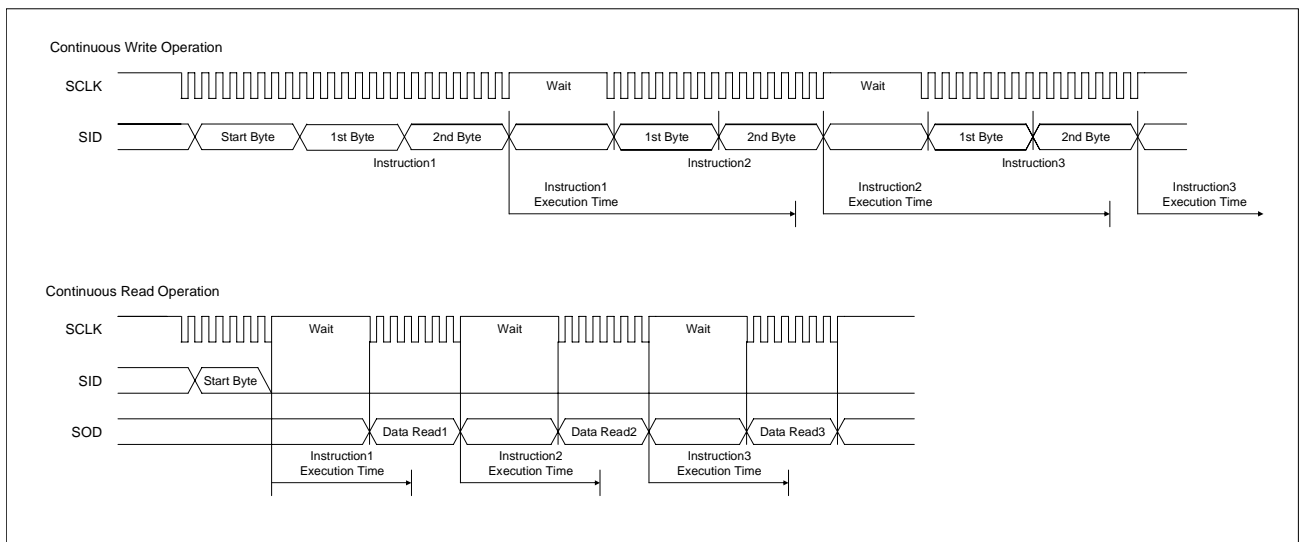 Continuous Write Operation
SCLK Wait Wait
SID Start Byte 1st Byte 2nd Byte 1st Byte 2nd Byte 1st Byte 2nd Byte
Instruction1 Instruction2 Instruction3
Instruction1 Instruction2 Instruction3
Execution Time Execution Time Execution Time
Continuous Read Operation
SCLK Wait Wait Wait
SID Start Byte
SOD Data Read1 Data Read2 Data Read3
Instruction1 Instruction2 Instruction3
Execution Time Execution Time Execution Time